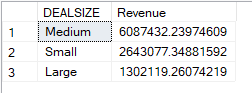 DEALSIZE Revenue
1 Medium 6087432.23974609
2 Small 2643077.34881592
3 Large 1302119.26074219